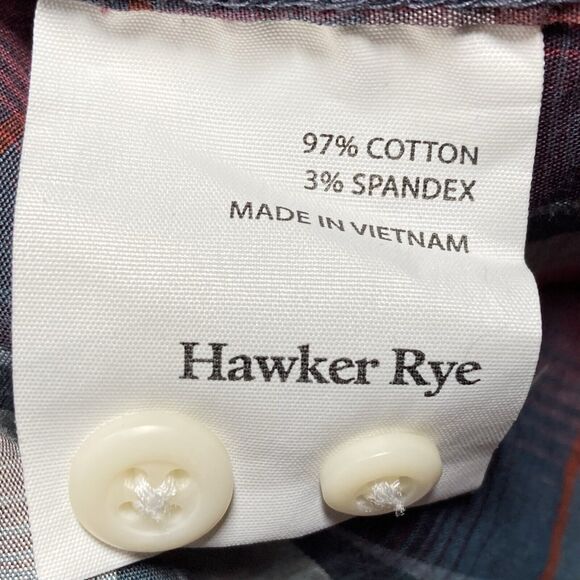 97% COTTON
3% SPANDEX
MADE IN VIETNAM
Hawker Rye